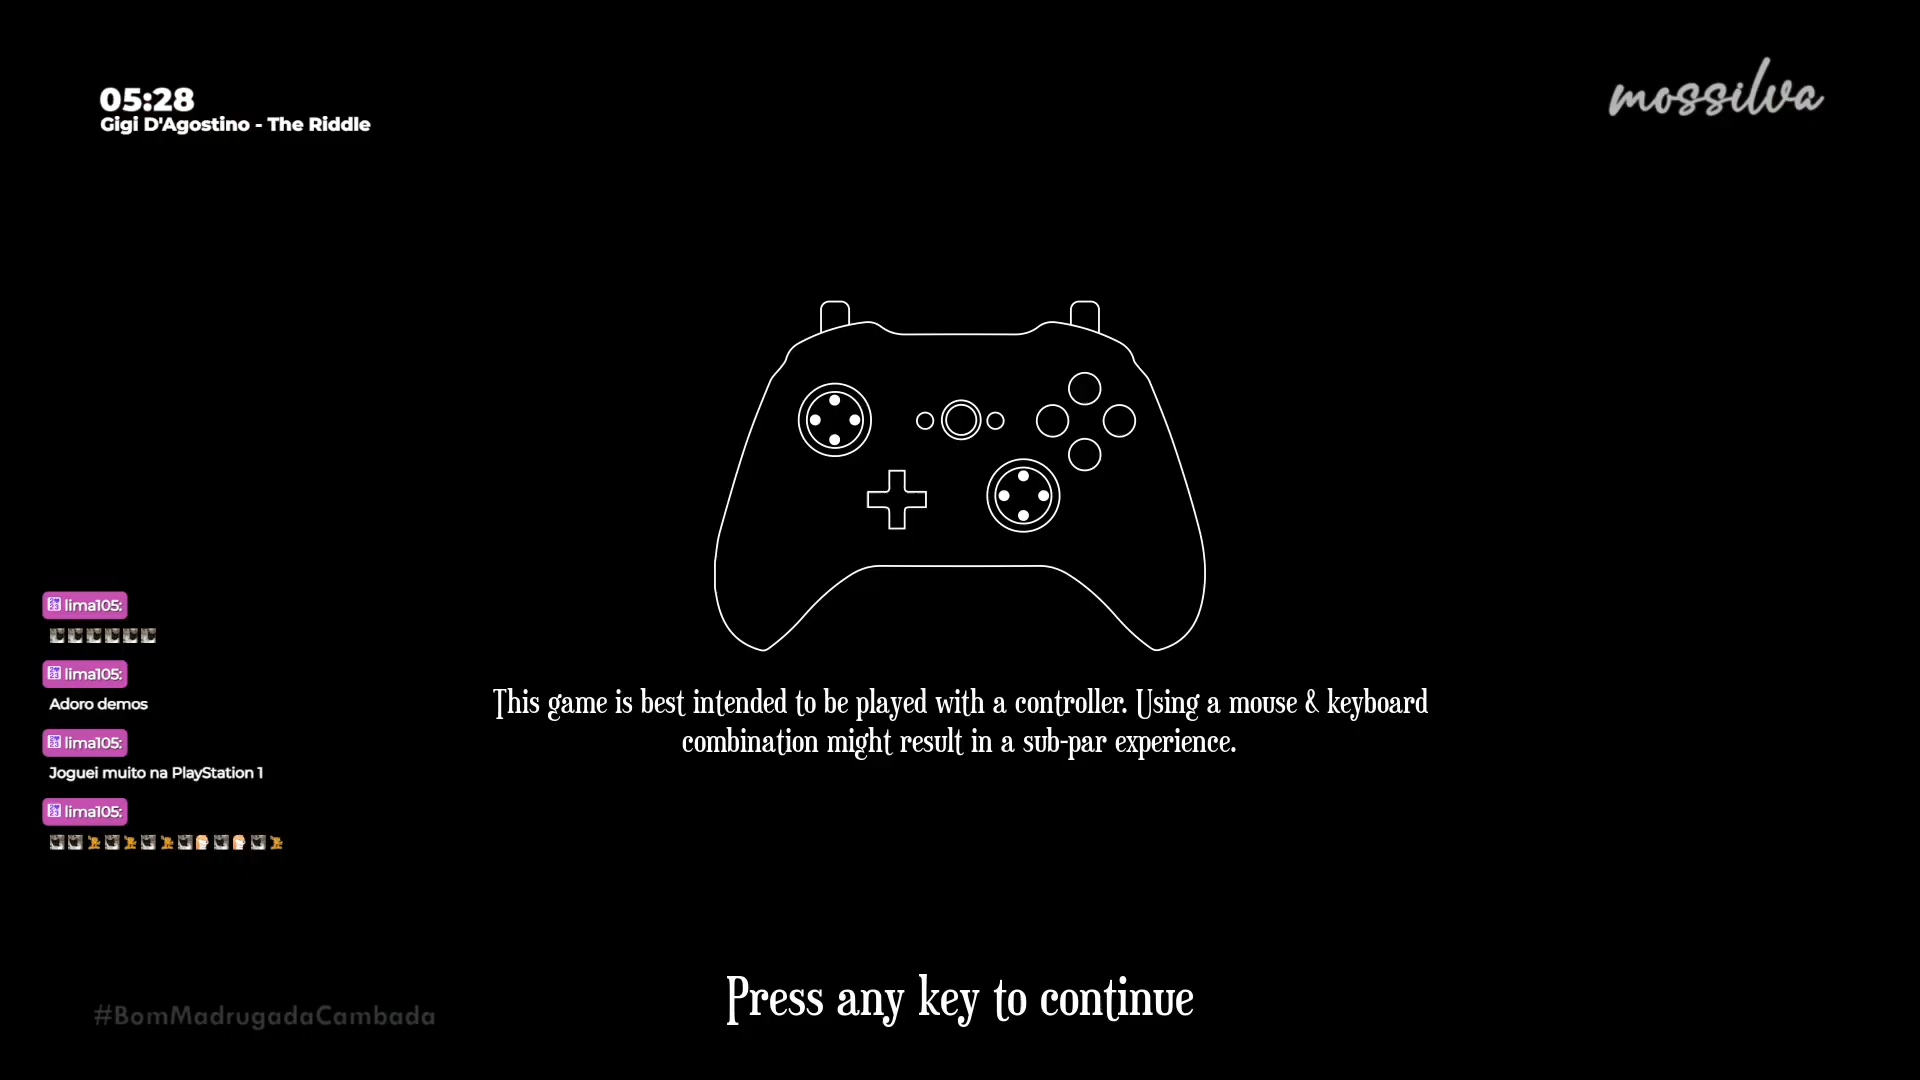 05:28
Gigi D'Agostino - The Riddle
mossilva
lima105:
lima105:
Adoro demos
lima105:
Joguei muito na PlayStation 1
lima105:
This game is best intended to be played with a controller. Using a mouse & keyboard
combination might result in a sub-par experience.
Press any key to continue
#BomMadrugadaCambada